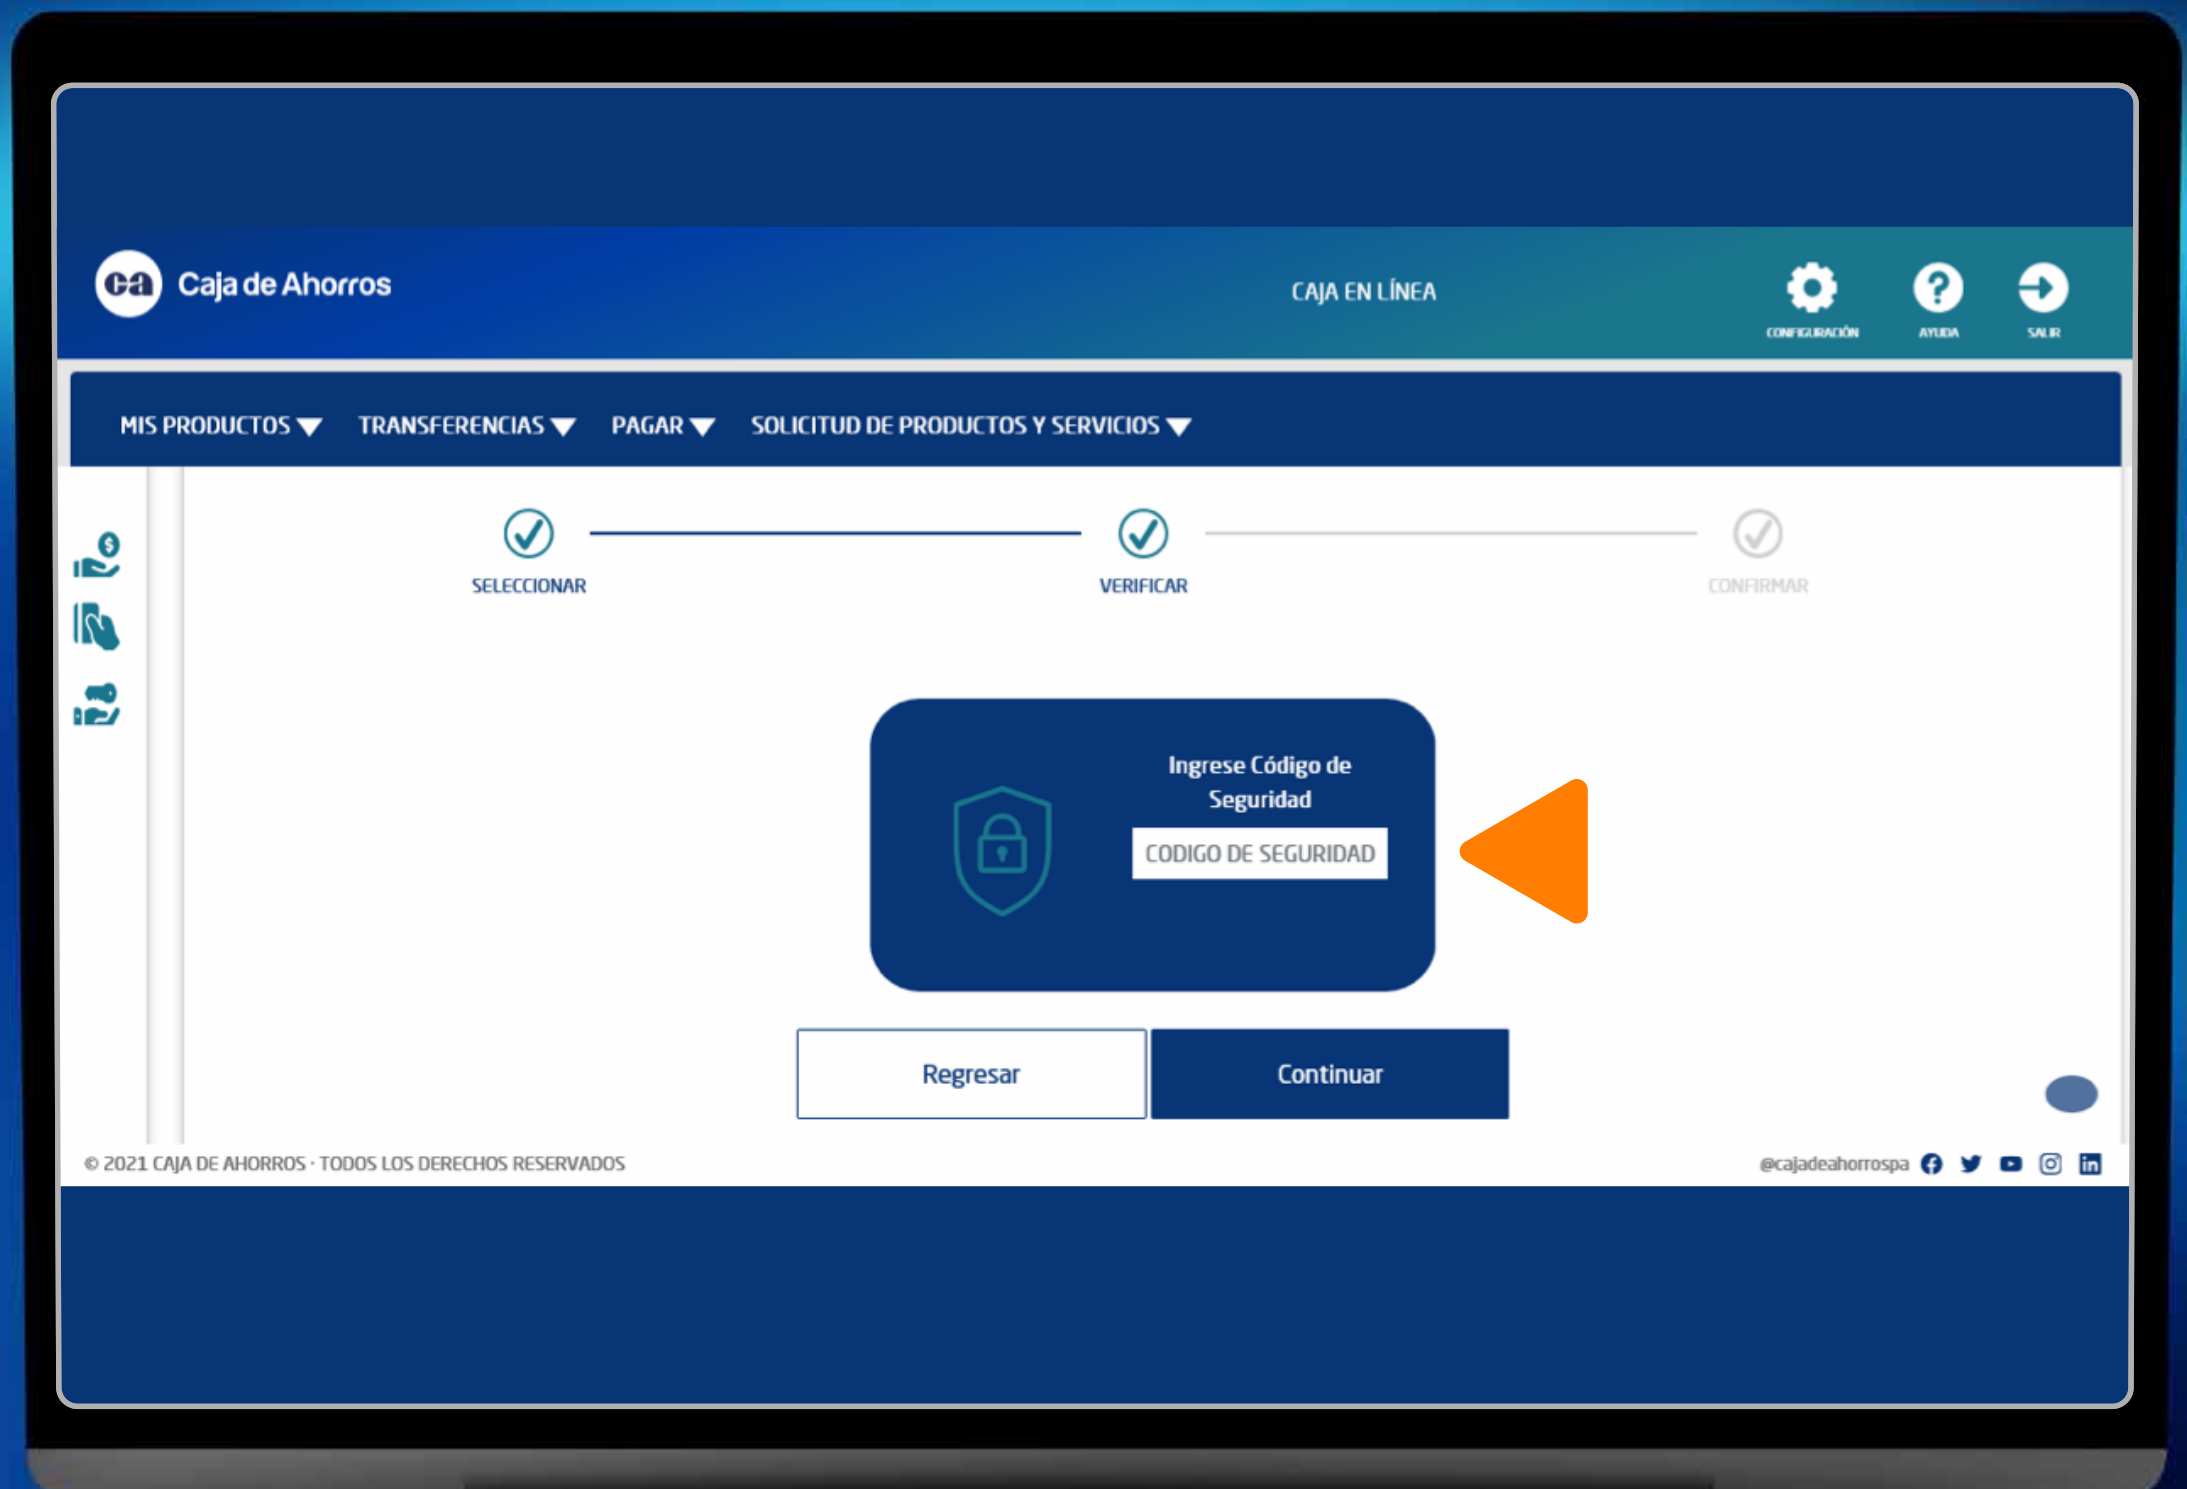 ca Caja de Ahorros
CAJA EN LÍNEA
CONFIGURACIÓN
AYUDA
SALIR
MIS PRODUCTOS
TRANSFERENCIAS
PAGAR
SOLICITUD DE PRODUCTOS Y SERVICIOS
SELECCIONAR
VERIFICAR
CONFIRMAR
Ingrese Código de
Seguridad
CODIGO DE SEGURIDAD
Regresar
Continuar
© 2021 CAJA DE AHORROS · TODOS LOS DERECHOS RESERVADOS
@cajadeahorrospa